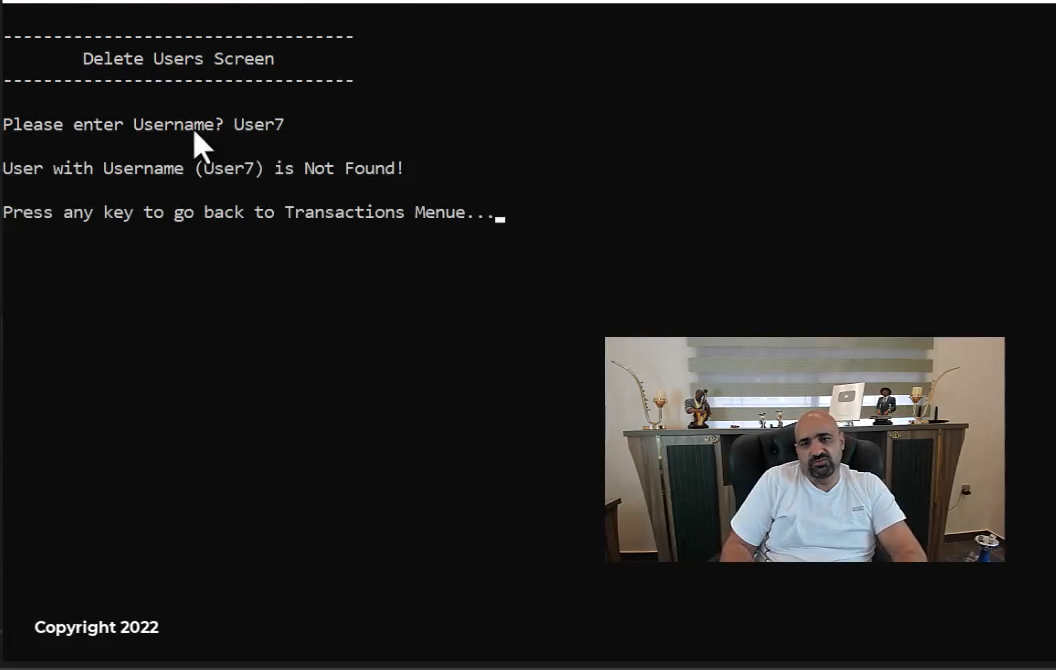 -----------------------------------
Delete Users Screen
-----------------------------------
Please enter Username? User7
User with Username (User7) is Not Found!
Press any key to go back to Transactions Menue...
Copyright 2022